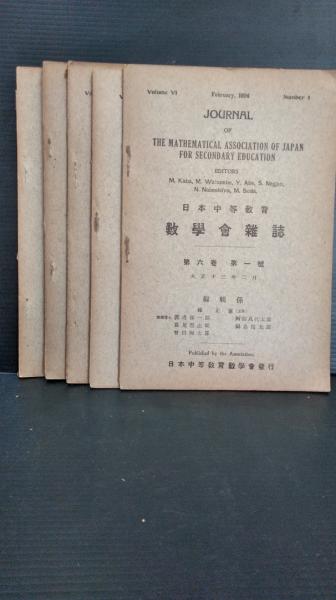 Volume VI February, 1924 Number 1
JOURNAL
OF
THE MATHEMATICAL ASSOCIATION OF JAPAN
FOR SECONDARY EDUCATION
EDITORS
M. Kaba, M. Watanabe, Y. Abe, S. Nagao,
M. Soda.
日本中等教育
數學會雜誌
第六卷 第一號
大正十三年二月
編輯係
Published by the Association
日本中等教育數學會發行